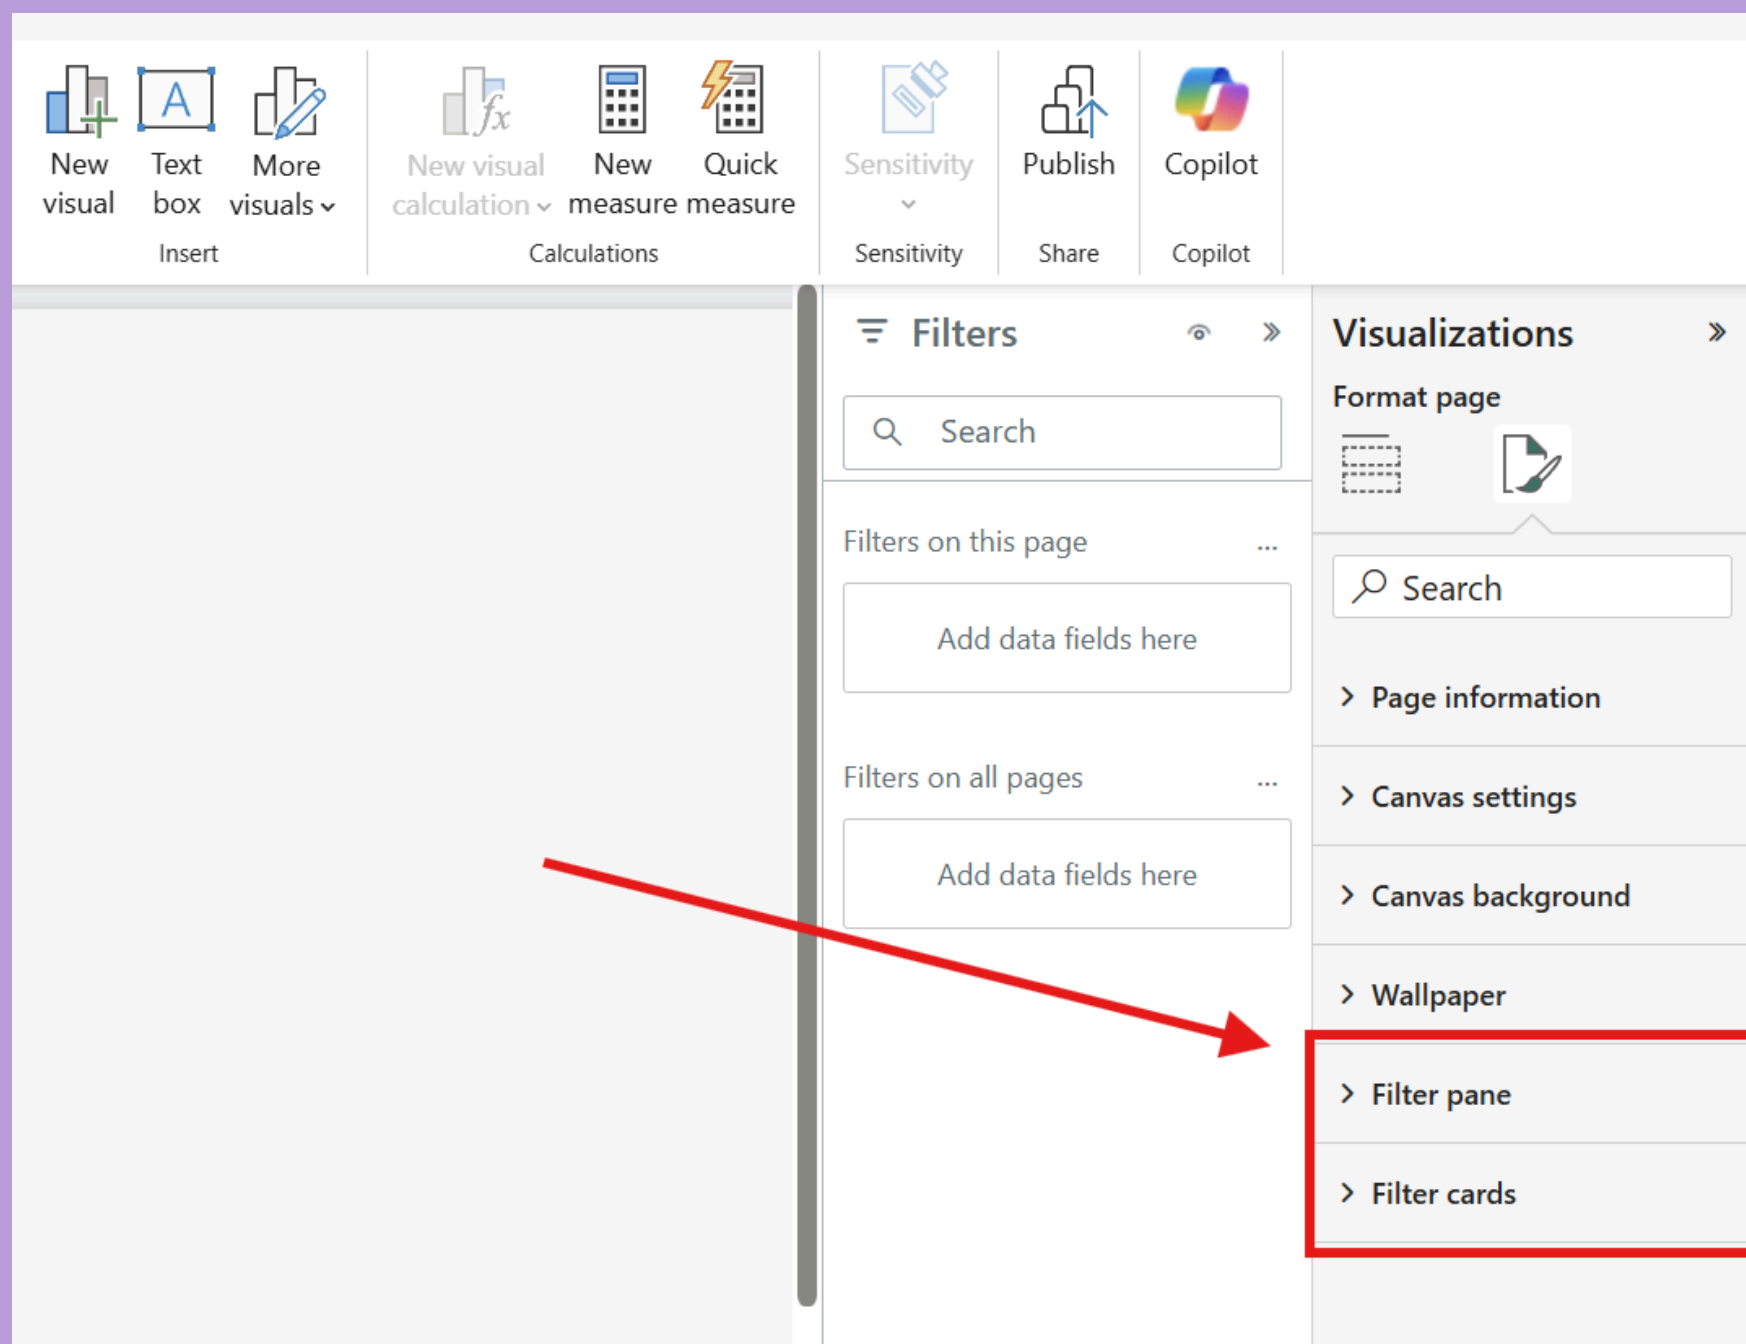 New visual
Text box
More visuals
Insert
New visual calculation
New measure
Quick measure
Calculations
Sensitivity
Sensitivity
Publish
Share
Copilot
Copilot
Filters
Search
Filters on this page
...
Add data fields here
Filters on all pages
...
Add data fields here
Visualizations
Format page
Search
Page information
Canvas settings
Canvas background
Wallpaper
Filter pane
Filter cards